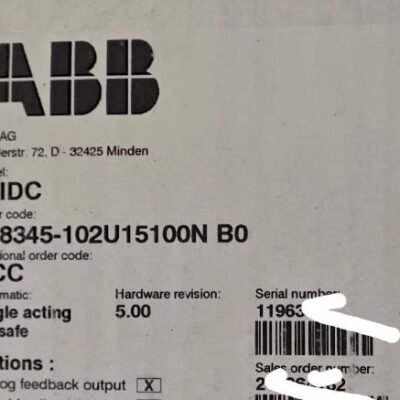 ABB
AG
erstr. 72, D - 32425 Minden
el:
IDC
r code:
8345-102U15100N B0
ional order code:
CC
matic:
Hardware revision:
Serial number:
gle acting
5.00
11963
safe
tions :
Sales order number:
og feedback output X